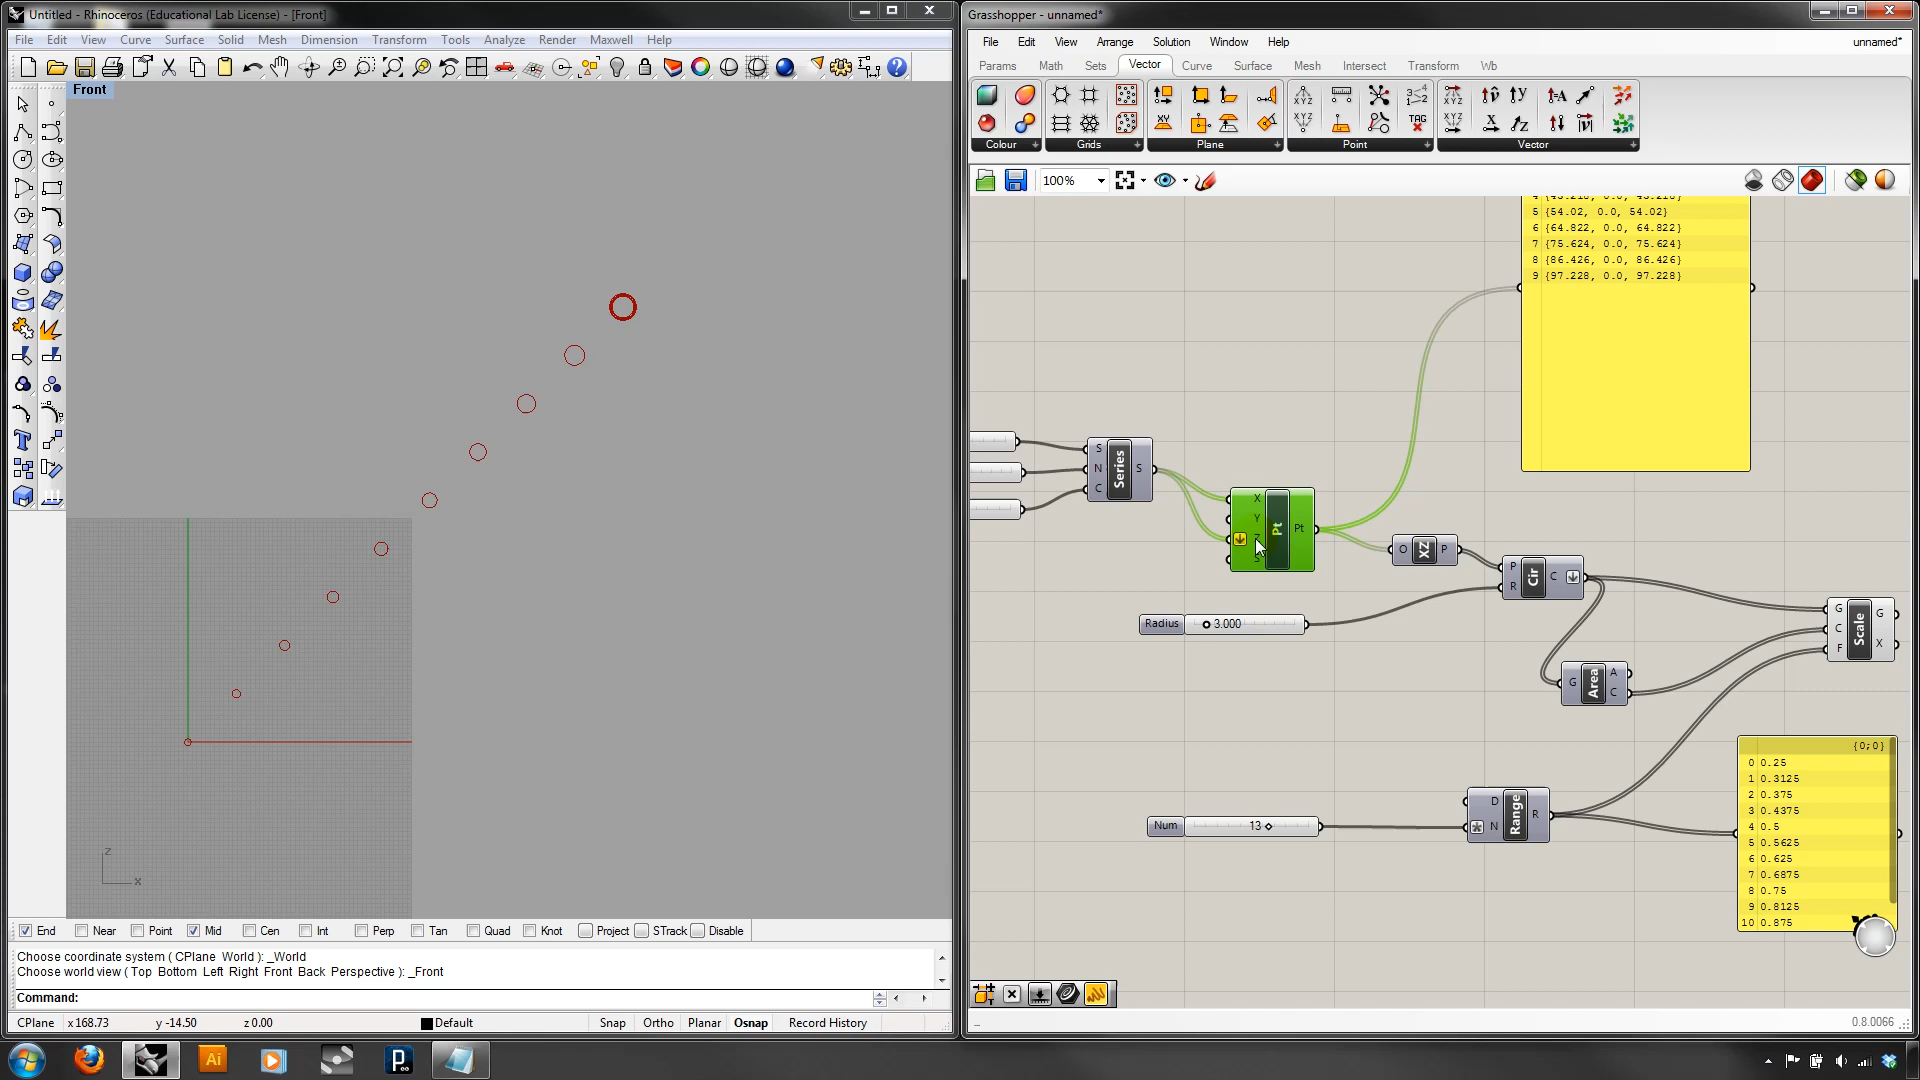 Untitled - Rhinoceros (Educational Lab License) - [Front]
File Edit View Curve Surface Solid Mesh Dimension Transform Tools Analyze Render Maxwell Help
Front
z
x
End Near Point Mid Cen Int Perp Tan Quad Knot Project STrack Disable
Choose coordinate system ( CPlane World ): _World
Choose world view ( Top Bottom Left Right Front Back Perspective ): _Front
Command:
CPlane x 168.73 y -14.50 z 0.00 Default Snap Ortho Planar Osnap Record History
Grasshopper - unnamed*
File Edit View Arrange Solution Window Help unnamed*
Params Math Sets Vector Curve Surface Mesh Intersect Transform Wb
Colour Grids Plane Point Vector
100%
5 {54.02, 0.0, 54.02}
6 {64.822, 0.0, 64.822}
7 {75.624, 0.0, 75.624}
8 {86.426, 0.0, 86.426}
9 {97.228, 0.0, 97.228}
S N C Series S
X Y Z S Pt Pt
O XZ P
P R Cir C
Radius 3.000
G C F Scale G X
G Area A C
Num 13
D N Range R
{0;0}
0 0.25
1 0.3125
2 0.375
3 0.4375
4 0.5
5 0.5625
6 0.625
7 0.6875
8 0.75
9 0.8125
10 0.875
0.8.0066
Ai
P